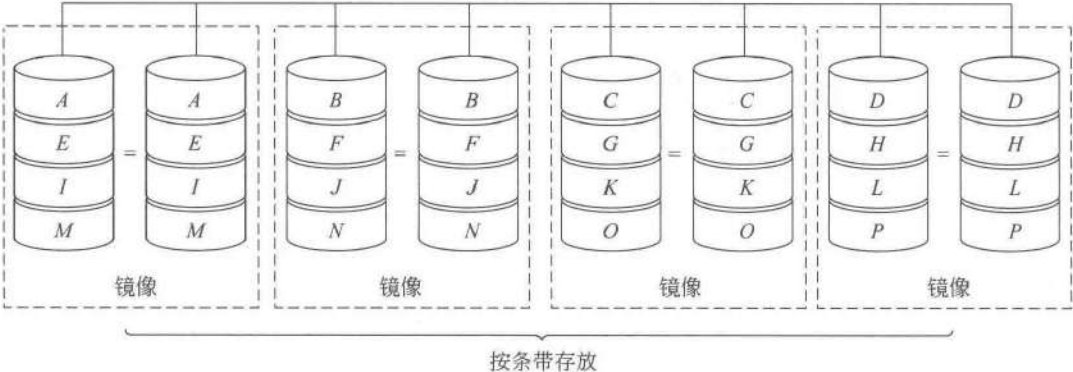 A A B B C C D D
E = E F = F G = G H = H
I I J J K K L L
M M N N O O P P
镜像 镜像 镜像 镜像
按条带存放